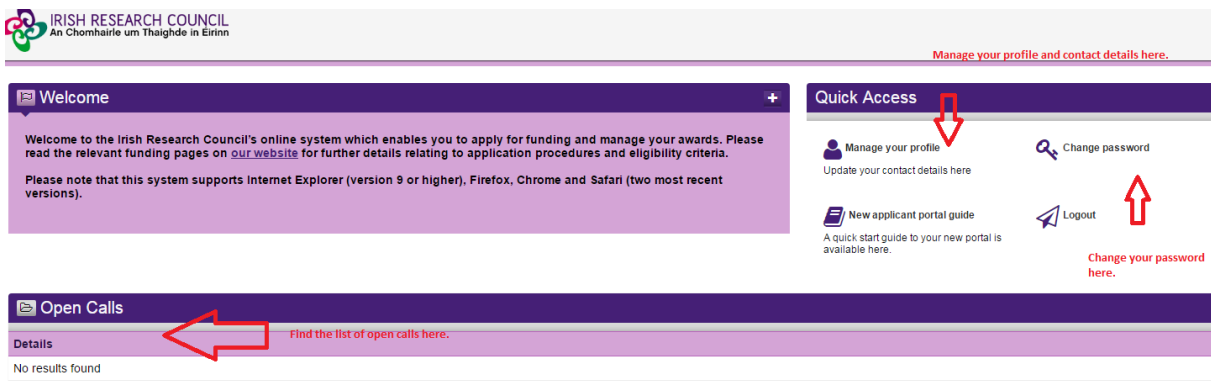 IRISH RESEARCH COUNCIL
An Chomhairle um Thaighde in Éirinn
Manage your profile and contact details here.
Welcome
Welcome to the Irish Research Council's online system which enables you to apply for funding and manage your awards. Please
read the relevant funding pages on our website for further details relating to application procedures and eligibility criteria.
Please note that this system supports Internet Explorer (version 9 or higher), Firefox, Chrome and Safari (two most recent
versions).
Quick Access
Manage your profile
Update your contact details here
Change password
New applicant portal guide
A quick start guide to your new portal is
available here.
Logout
Change your password
here.
Open Calls
Find the list of open calls here.
Details
No results found